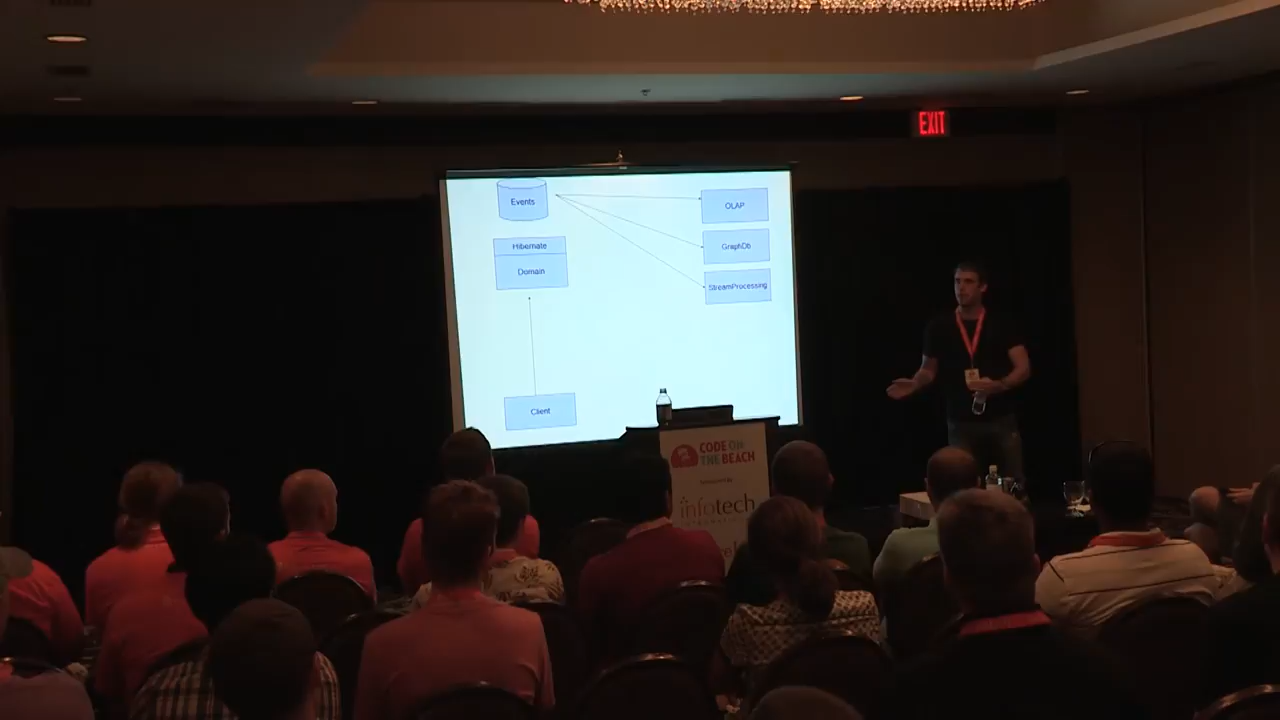 EXIT
Events
OLAP
Hibernate
GraphDb
Domain
StreamProcessing
Client
CODE ON
THE BEACH
infotech